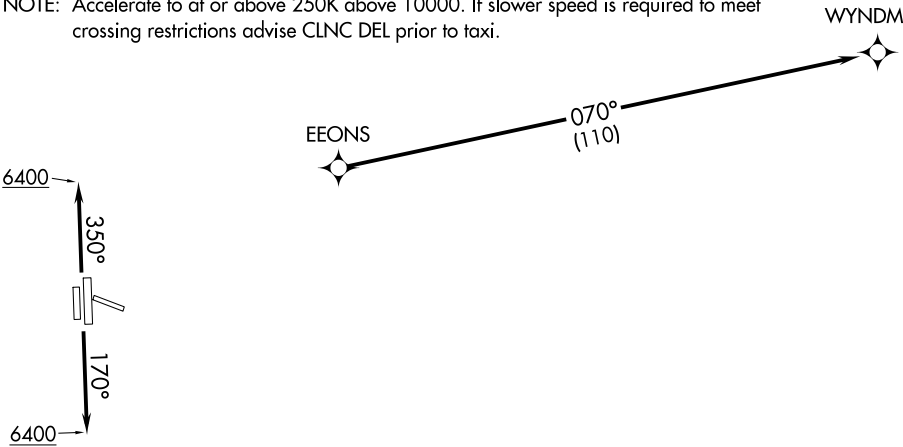 NOTE: Accelerate to at or above 250K above 10000. If slower speed is required to meet
crossing restrictions advise CLNC DEL prior to taxi.
WYNDM
070°
(110)
EEONS
6400
350°
170°
6400